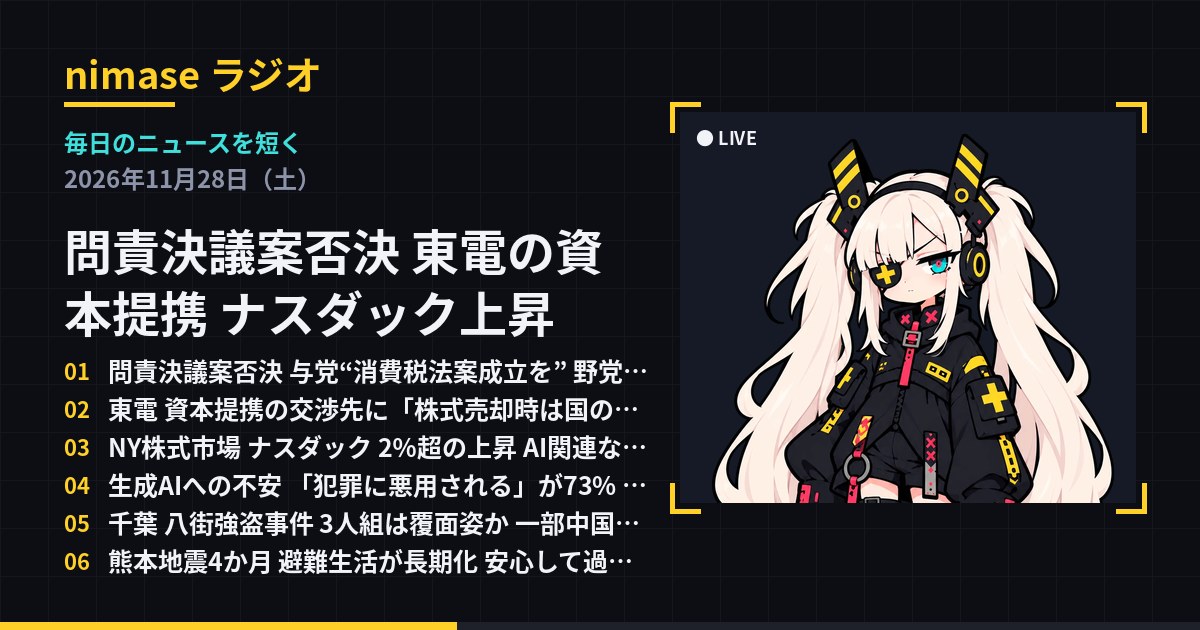 nimase ラジオ
毎日のニュースを短く
2026年11月28日（土）
問責決議案否決 東電の資
本提携 ナスダック上昇
01 問責決議案否決 与党“消費税法案成立を” 野党…
02 東電 資本提携の交渉先に「株式売却時は国の…
03 NY株式市場 ナスダック 2%超の上昇 AI関連な…
04 生成AIへの不安 「犯罪に悪用される」が73% …
05 千葉 八街強盗事件 3人組は覆面姿か 一部中国…
06 熊本地震4か月 避難生活が長期化 安心して過…
LIVE